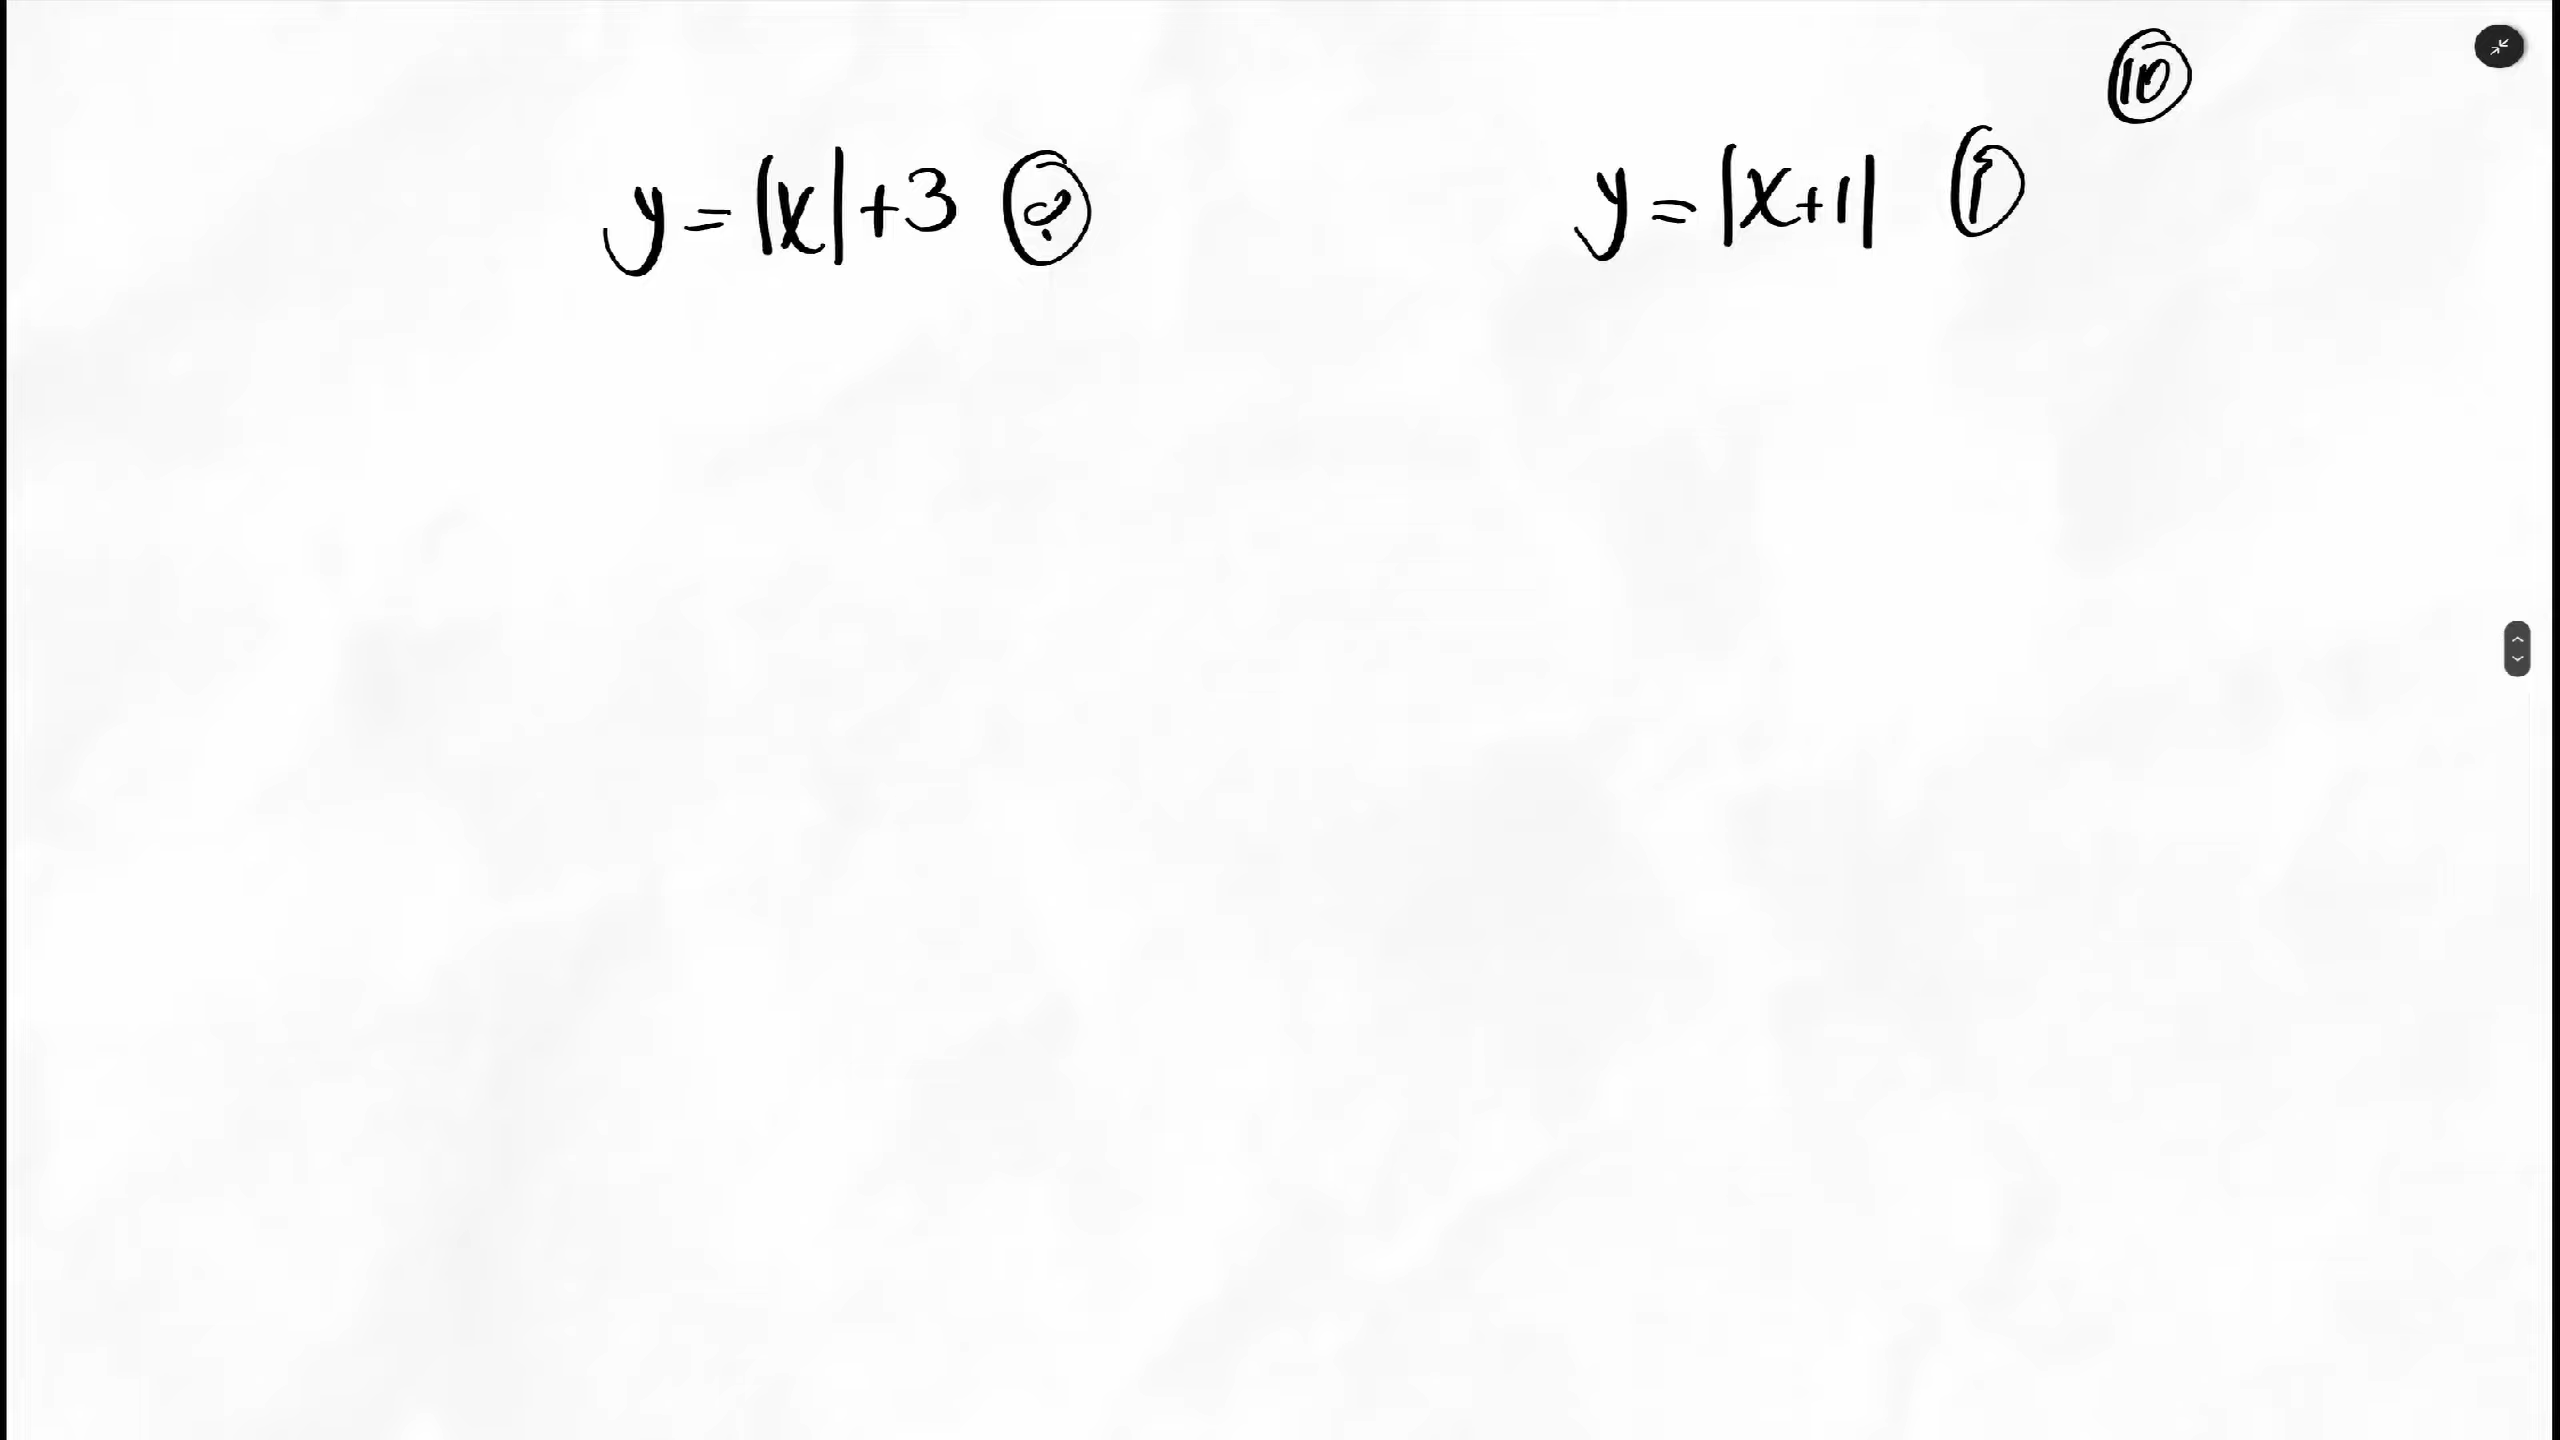 10
أ y = |x+1|
ب y = |x| + 3